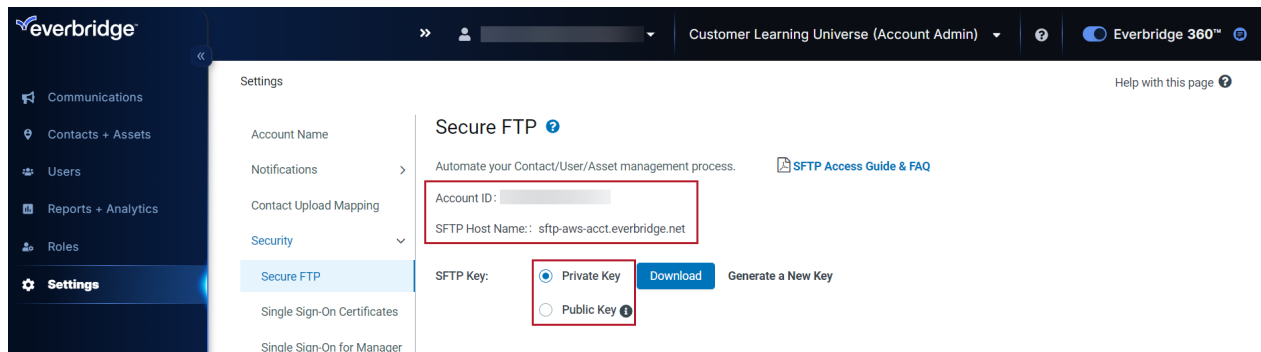 everbridge™
»
Customer Learning Universe (Account Admin)
Everbridge 360™
«
Communications
Contacts + Assets
Users
Reports + Analytics
Roles
Settings
Settings
Help with this page
Account Name
Notifications
Contact Upload Mapping
Security
Secure FTP
Single Sign-On Certificates
Single Sign-On for Manager
Secure FTP
Automate your Contact/User/Asset management process.
SFTP Access Guide & FAQ
Account ID:
SFTP Host Name:: sftp-aws-acct.everbridge.net
SFTP Key: Private Key Download Generate a New Key
Public Key